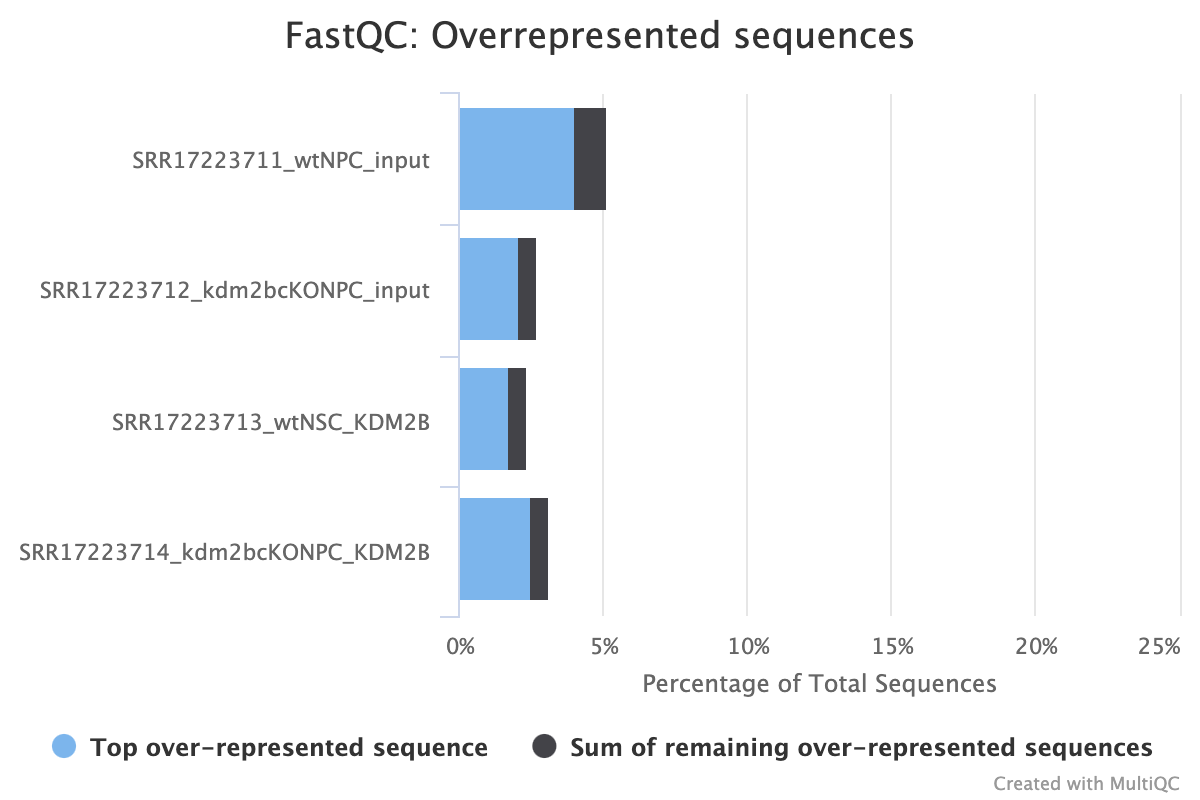 FastQC: Overrepresented sequences
SRR17223711_wtNPC_input
SRR17223712_kdm2bcKONPC_input
SRR17223713_wtNSC_KDM2B
SRR17223714_kdm2bcKONPC_KDM2B
0% 5% 10% 15% 20% 25%
Percentage of Total Sequences
Top over-represented sequence Sum of remaining over-represented sequences
Created with MultiQC